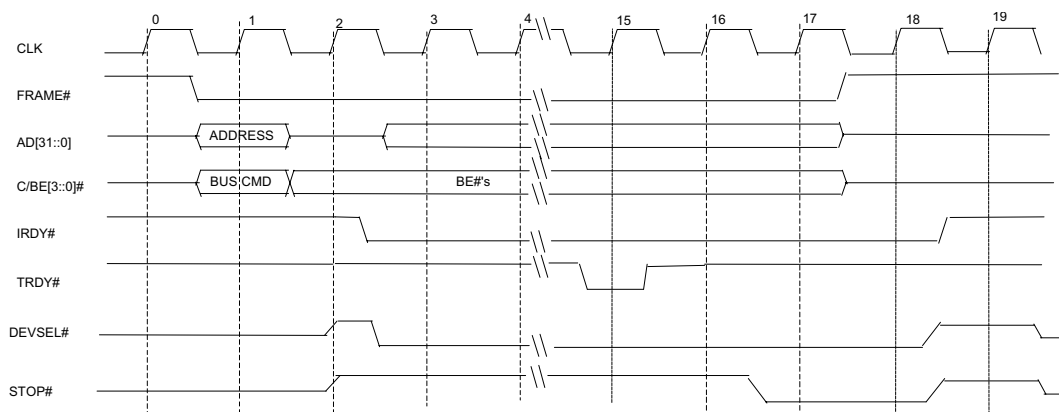 0 1 2 3 4 15 16 17 18 19
CLK
FRAME#
AD[31::0] ADDRESS
C/BE[3::0]# BUS CMD BE#'s
IRDY#
TRDY#
DEVSEL#
STOP#